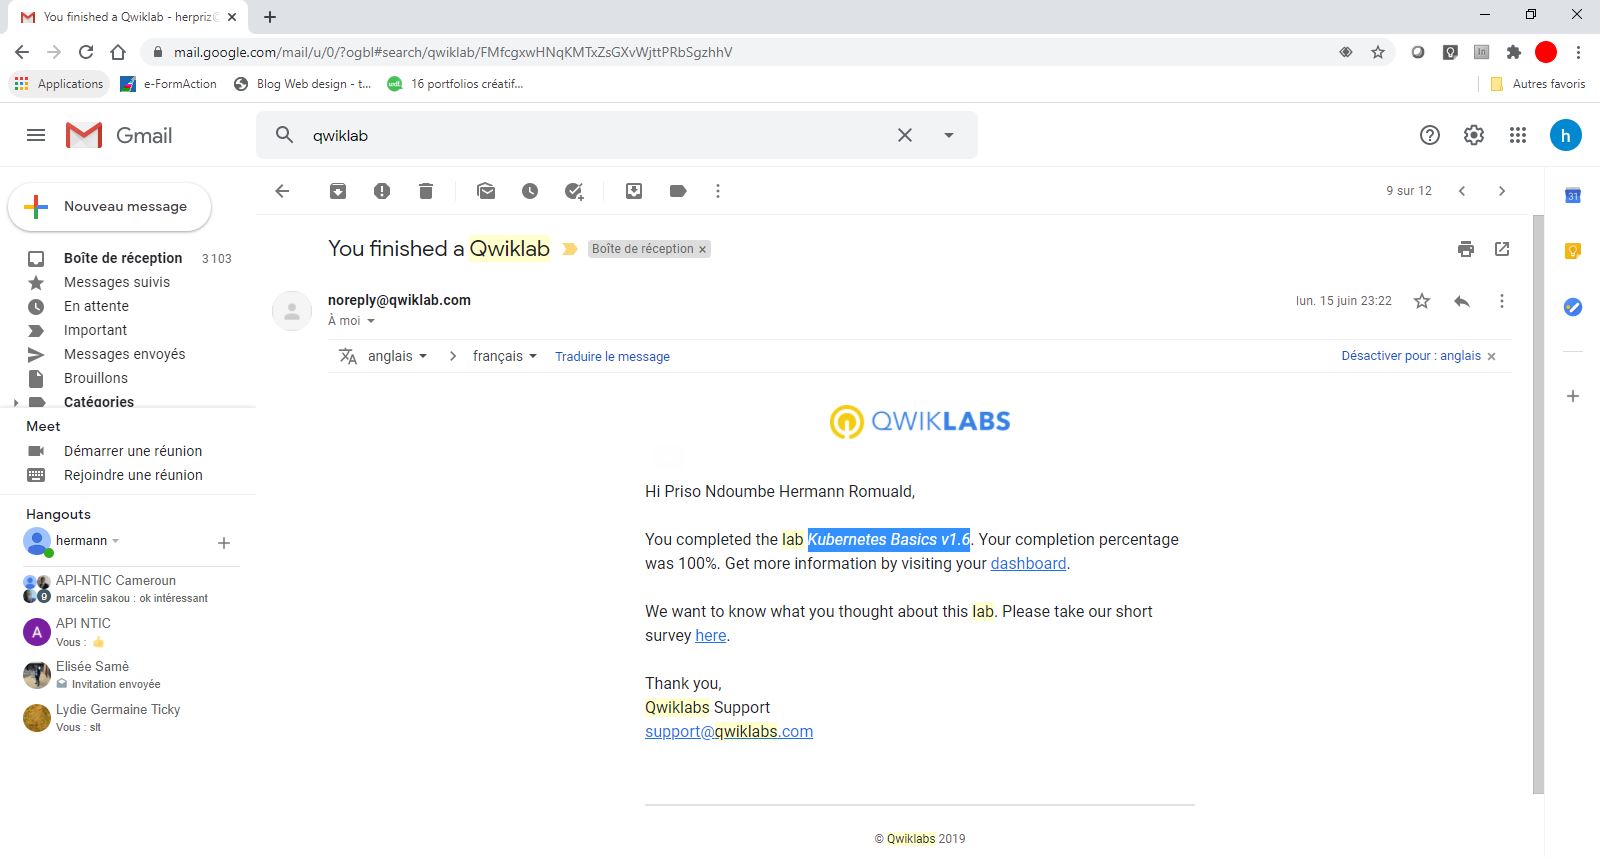 You finished a Qwiklab - herpriz
mail.google.com/mail/u/0/?ogbl#search/qwiklab/FMfcgxwHNqKMTxZsGXvWjttPRbSgzhhV
Applications
e-FormAction
Blog Web design - t...
16 portfolios créatif...
Autres favoris
Gmail
qwiklab
h
Nouveau message
9 sur 12
31
Boîte de réception 3 103
Messages suivis
En attente
Important
Messages envoyés
Brouillons
Catégories
Meet
Démarrer une réunion
Rejoindre une réunion
Hangouts
hermann
API-NTIC Cameroun
9
marcelin sakou : ok intéressant
A
API NTIC
Vous : 👍
Elisée Samè
Invitation envoyée
Lydie Germaine Ticky
Vous : slt
You finished a Qwiklab
Boîte de réception ×
noreply@qwiklab.com
lun. 15 juin 23:22
À moi
anglais > français Traduire le message
Désactiver pour : anglais ×
QWIKLABS
Hi Priso Ndoumbe Hermann Romuald,
You completed the lab Kubernetes Basics v1.6. Your completion percentage
was 100%. Get more information by visiting your dashboard.
We want to know what you thought about this lab. Please take our short
survey here.
Thank you,
Qwiklabs Support
support@qwiklabs.com
© Qwiklabs 2019